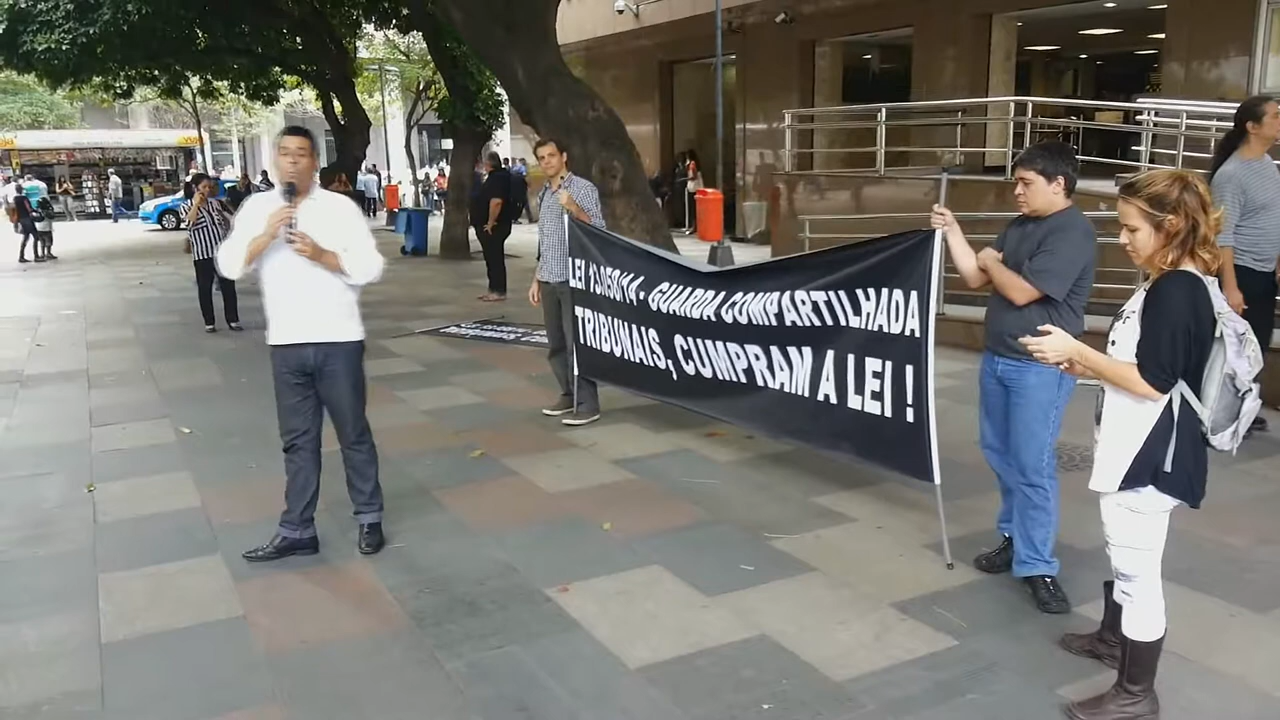 LEI 13.058/14 - GUARDA COMPARTILHADA
TRIBUNAIS, CUMPRAM A LEI !